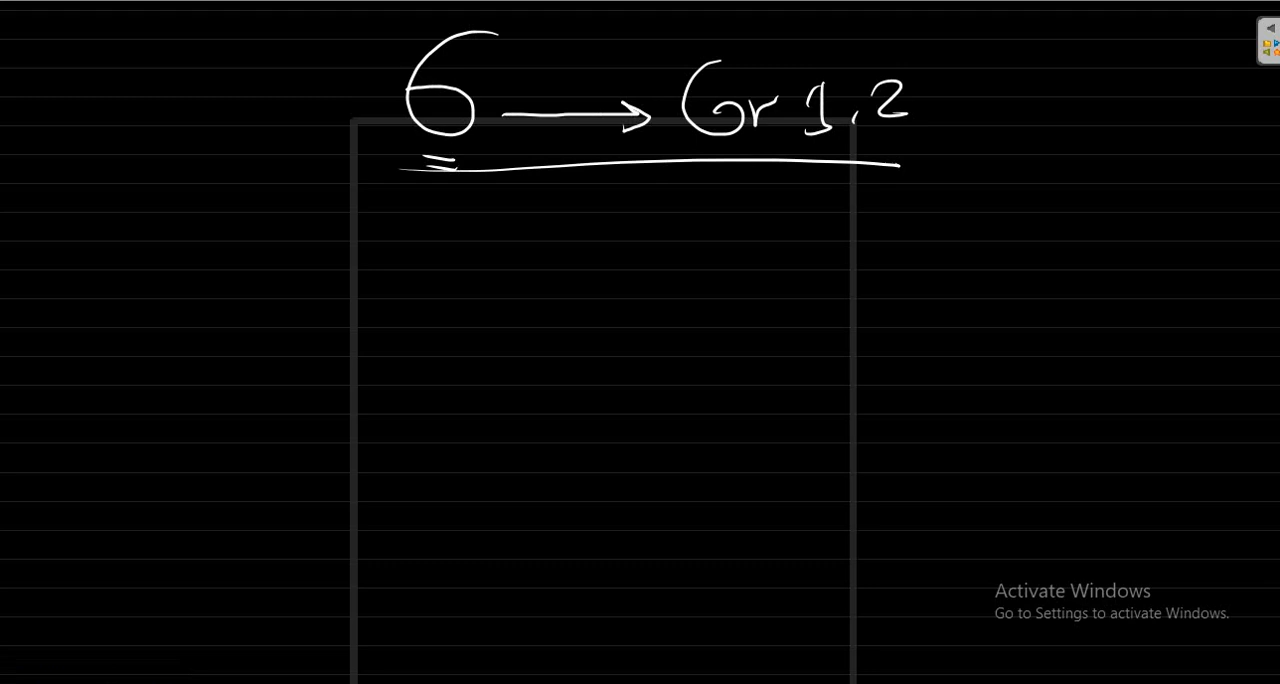 6 → Gr 1, 2
Activate Windows
Go to Settings to activate Windows.